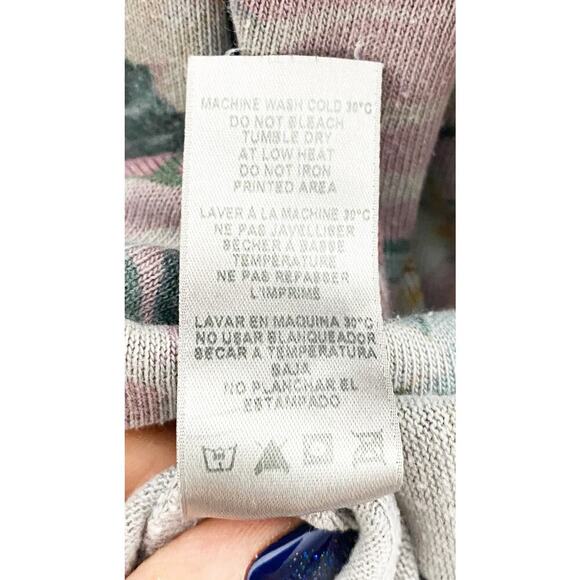 MACHINE WASH COLD 30°C
DO NOT BLEACH
TUMBLE DRY
AT LOW HEAT
DO NOT IRON
PRINTED AREA
LAVER À LA MACHINE 30°C
NE PAS JAVELLISER
SÉCHER À BASSE
TEMPÉRATURE
NE PAS REPASSER
L'IMPRIMÉ
LAVAR EN MAQUINA 30°C
NO USAR BLANQUEADOR
SECAR A TEMPERATURA
BAJA
NO PLANCHAR EL
ESTAMPADO